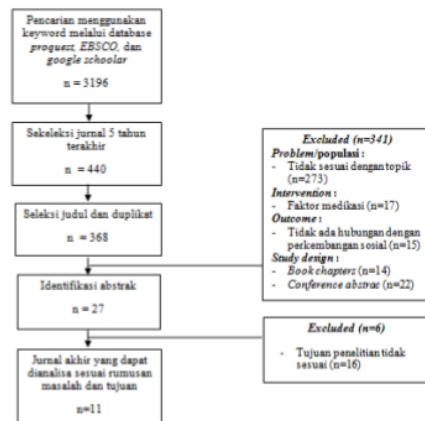 Pencarian menggunakan
keyword melalui database
proquest, EBSCO, dan
google schoolar
n = 3196
Sekeleksi jurnal 5 tahun
terakhir
n = 440
Seleksi judul dan duplikat
n = 368
Excluded (n=341)
Problem/populasi :
- Tidak sesuai dengan topik
(n=273)
Intervention :
- Faktor medikasi (n=17)
Outcome :
- Tidak ada hubungan dengan
perkembangan sosial (n=15)
Study design :
- Book chapters (n=14)
- Conference abstrac (n=22)
Identifikasi abstrak
n = 27
Excluded (n=6)
- Tujuan penelitian tidak
sesuai (n=16)
Jurnal akhir yang dapat
dianalisa sesuai rumusan
masalah dan tujuan
n=11